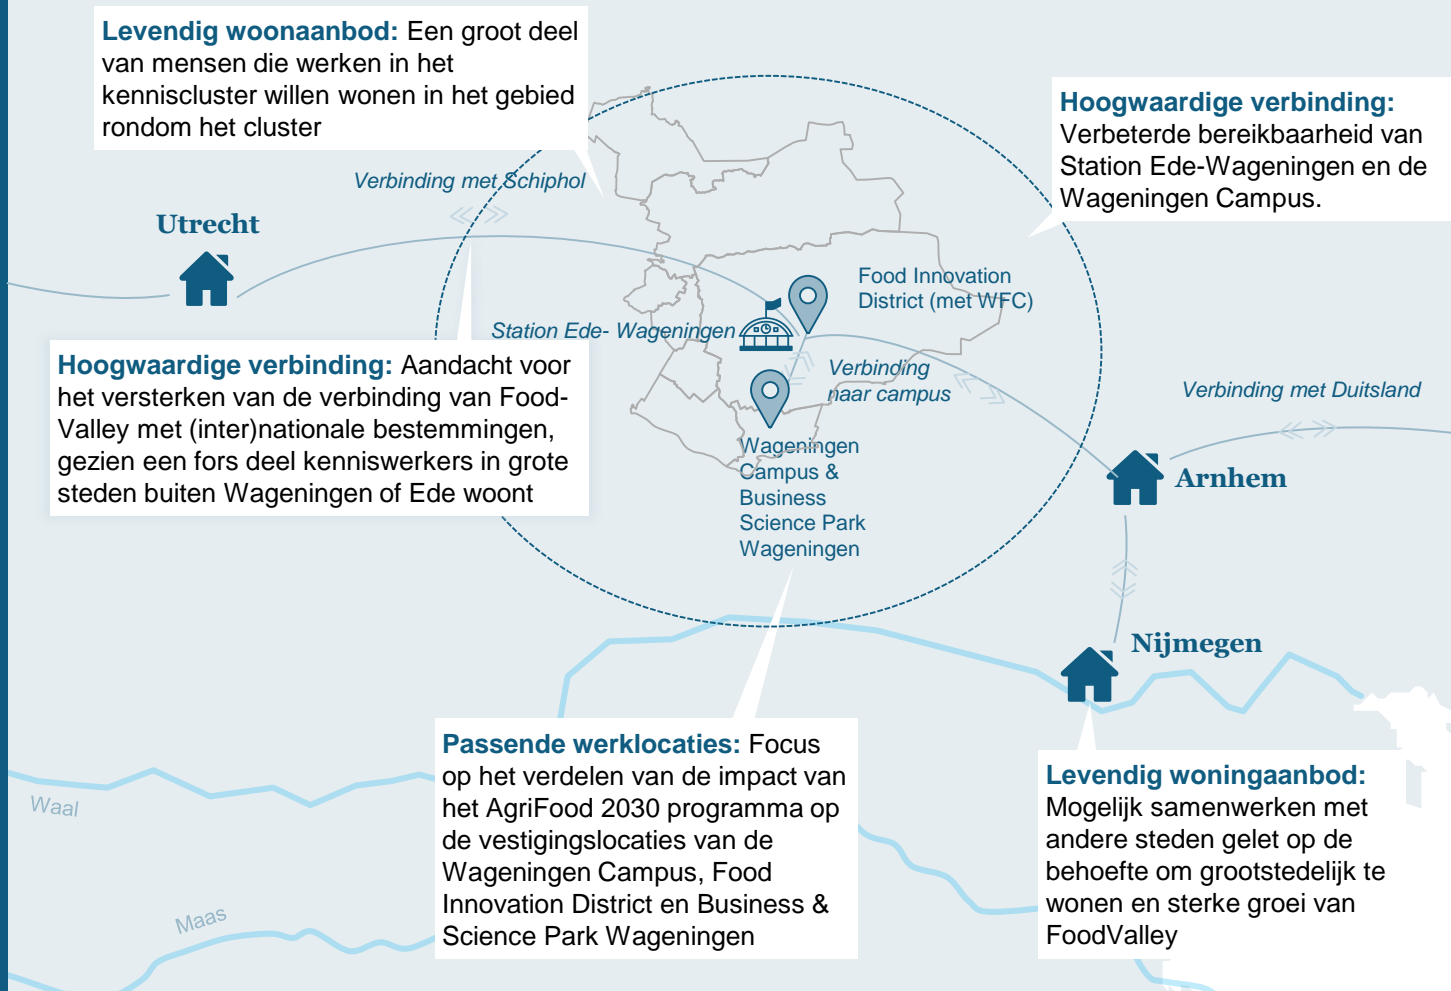 Levendig woonaanbod: Een groot deel
van mensen die werken in het
kenniscluster willen wonen in het gebied
rondom het cluster
Hoogwaardige verbinding:
Verbeterde bereikbaarheid van
Station Ede-Wageningen en de
Wageningen Campus.
Verbinding met Schiphol
Utrecht
Food Innovation
District (met WFC)
Station Ede- Wageningen
Hoogwaardige verbinding: Aandacht voor
het versterken van de verbinding van Food-
Valley met (inter)nationale bestemmingen,
gezien een fors deel kenniswerkers in grote
steden buiten Wageningen of Ede woont
Verbinding
naar campus
Verbinding met Duitsland
Wageningen
Campus &
Business
Science Park
Wageningen
Arnhem
Nijmegen
Passende werklocaties: Focus
op het verdelen van de impact van
het AgriFood 2030 programma op
de vestigingslocaties van de
Wageningen Campus, Food
Innovation District en Business &
Science Park Wageningen
Levendig woningaanbod:
Mogelijk samenwerken met
andere steden gelet op de
behoefte om grootstedelijk te
wonen en sterke groei van
FoodValley
Waal
Maas